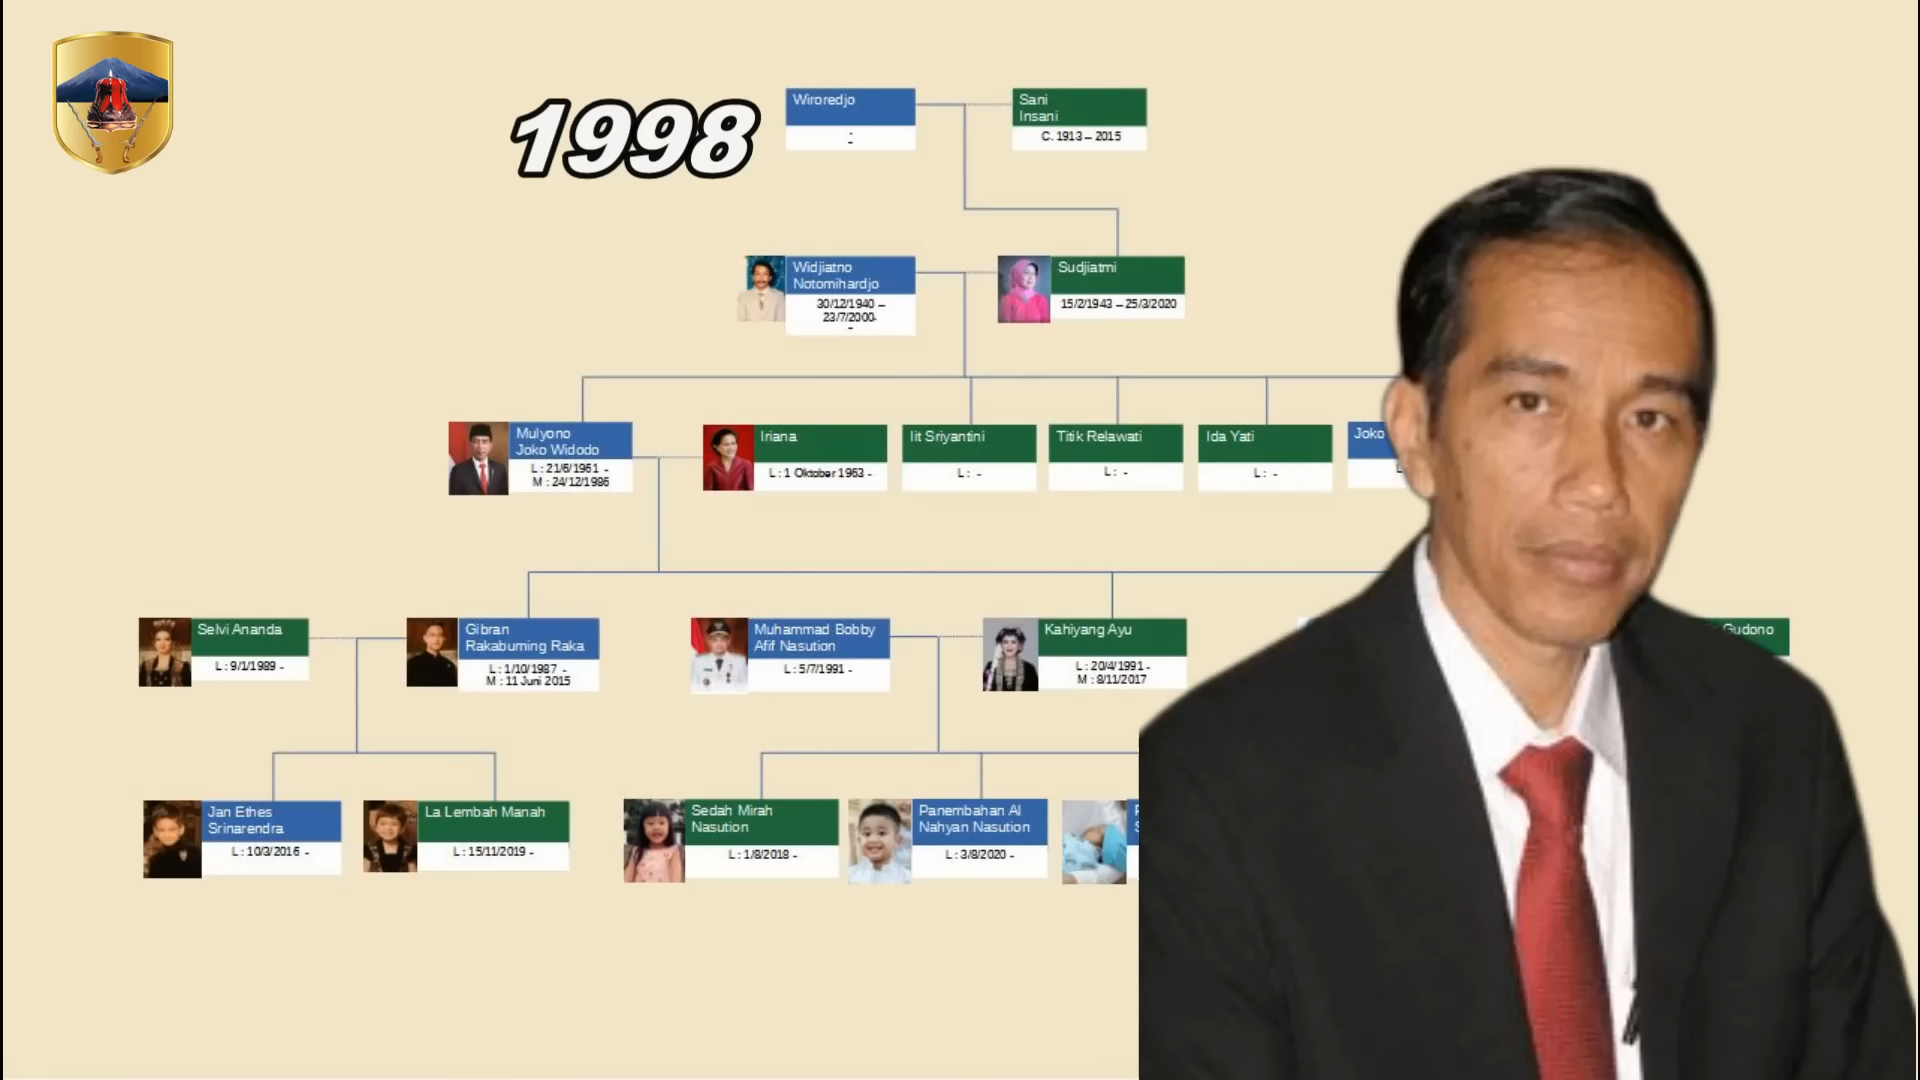 1998
Wiroredjo
-
-
Sani
Insani
C. 1913 – 2015
Widjiatno
Notomihardjo
30/12/1940 –
23/7/2000-
-
Sudjiatmi
15/2/1943 – 25/3/2020
Mulyono
Joko Widodo
L : 21/6/1961 -
M : 24/12/1986
Iriana
L : 1 Oktober 1963 -
Iit Sriyantini
L : -
Titik Relawati
L : -
Ida Yati
L : -
Joko
L
Selvi Ananda
L : 9/1/1989 -
Gibran
Rakabuming Raka
L : 1/10/1987 -
M : 11 Juni 2015
Muhammad Bobby
Afif Nasution
L : 5/7/1991 -
Kahiyang Ayu
L : 20/4/1991 -
M : 8/11/2017
Gudono
Jan Ethes
Srinarendra
L : 10/3/2016 -
La Lembah Manah
L : 15/11/2019 -
Sedah Mirah
Nasution
L : 1/8/2018 -
Panembahan Al
Nahyan Nasution
L : 3/8/2020 -